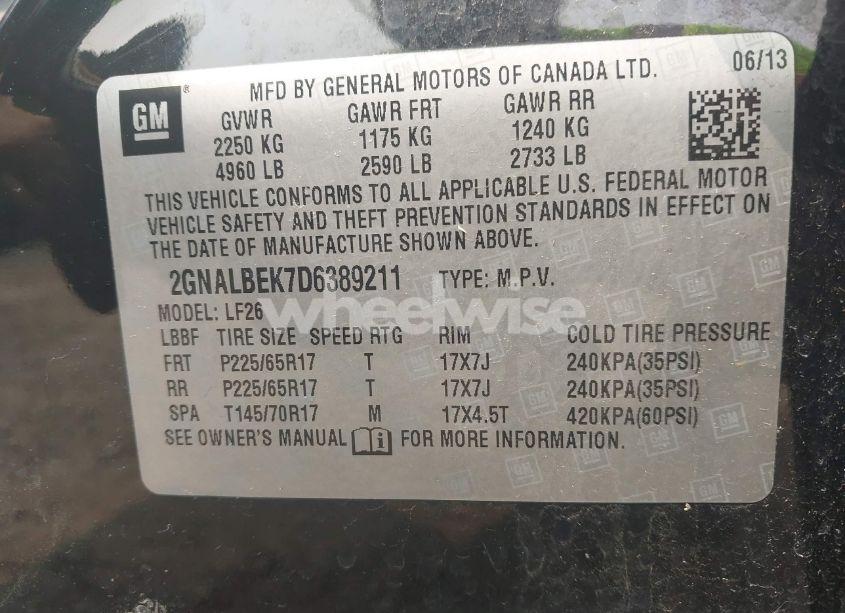 06/13
MFD BY GENERAL MOTORS OF CANADA LTD.
GM ®
GVWR GAWR FRT GAWR RR
2250 KG 1175 KG 1240 KG
4960 LB 2590 LB 2733 LB
THIS VEHICLE CONFORMS TO ALL APPLICABLE U.S. FEDERAL MOTOR
VEHICLE SAFETY AND THEFT PREVENTION STANDARDS IN EFFECT ON
THE DATE OF MANUFACTURE SHOWN ABOVE.
2GNALBEK7D6389211 TYPE: M.P.V.
wheelwise
MODEL: LF26
LBBF TIRE SIZE SPEED RTG RIM COLD TIRE PRESSURE
FRT P225/65R17 T 17X7J 240KPA(35PSI)
RR P225/65R17 T 17X7J 240KPA(35PSI)
SPA T145/70R17 M 17X4.5T 420KPA(60PSI)
SEE OWNER'S MANUAL i FOR MORE INFORMATION.